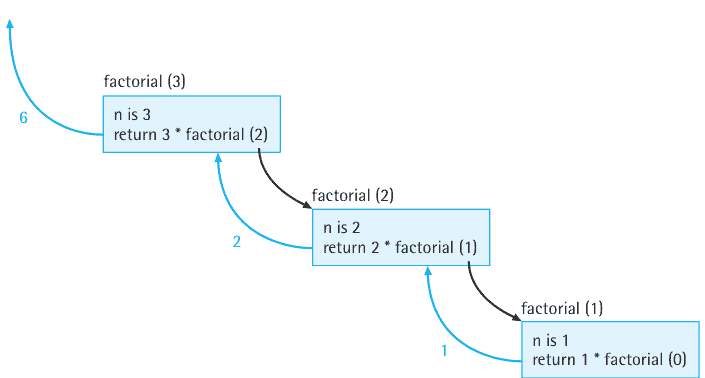 factorial (3)
n is 3
return 3 * factorial (2)
6
factorial (2)
n is 2
return 2 * factorial (1)
2
factorial (1)
n is 1
return 1 * factorial (0)
1